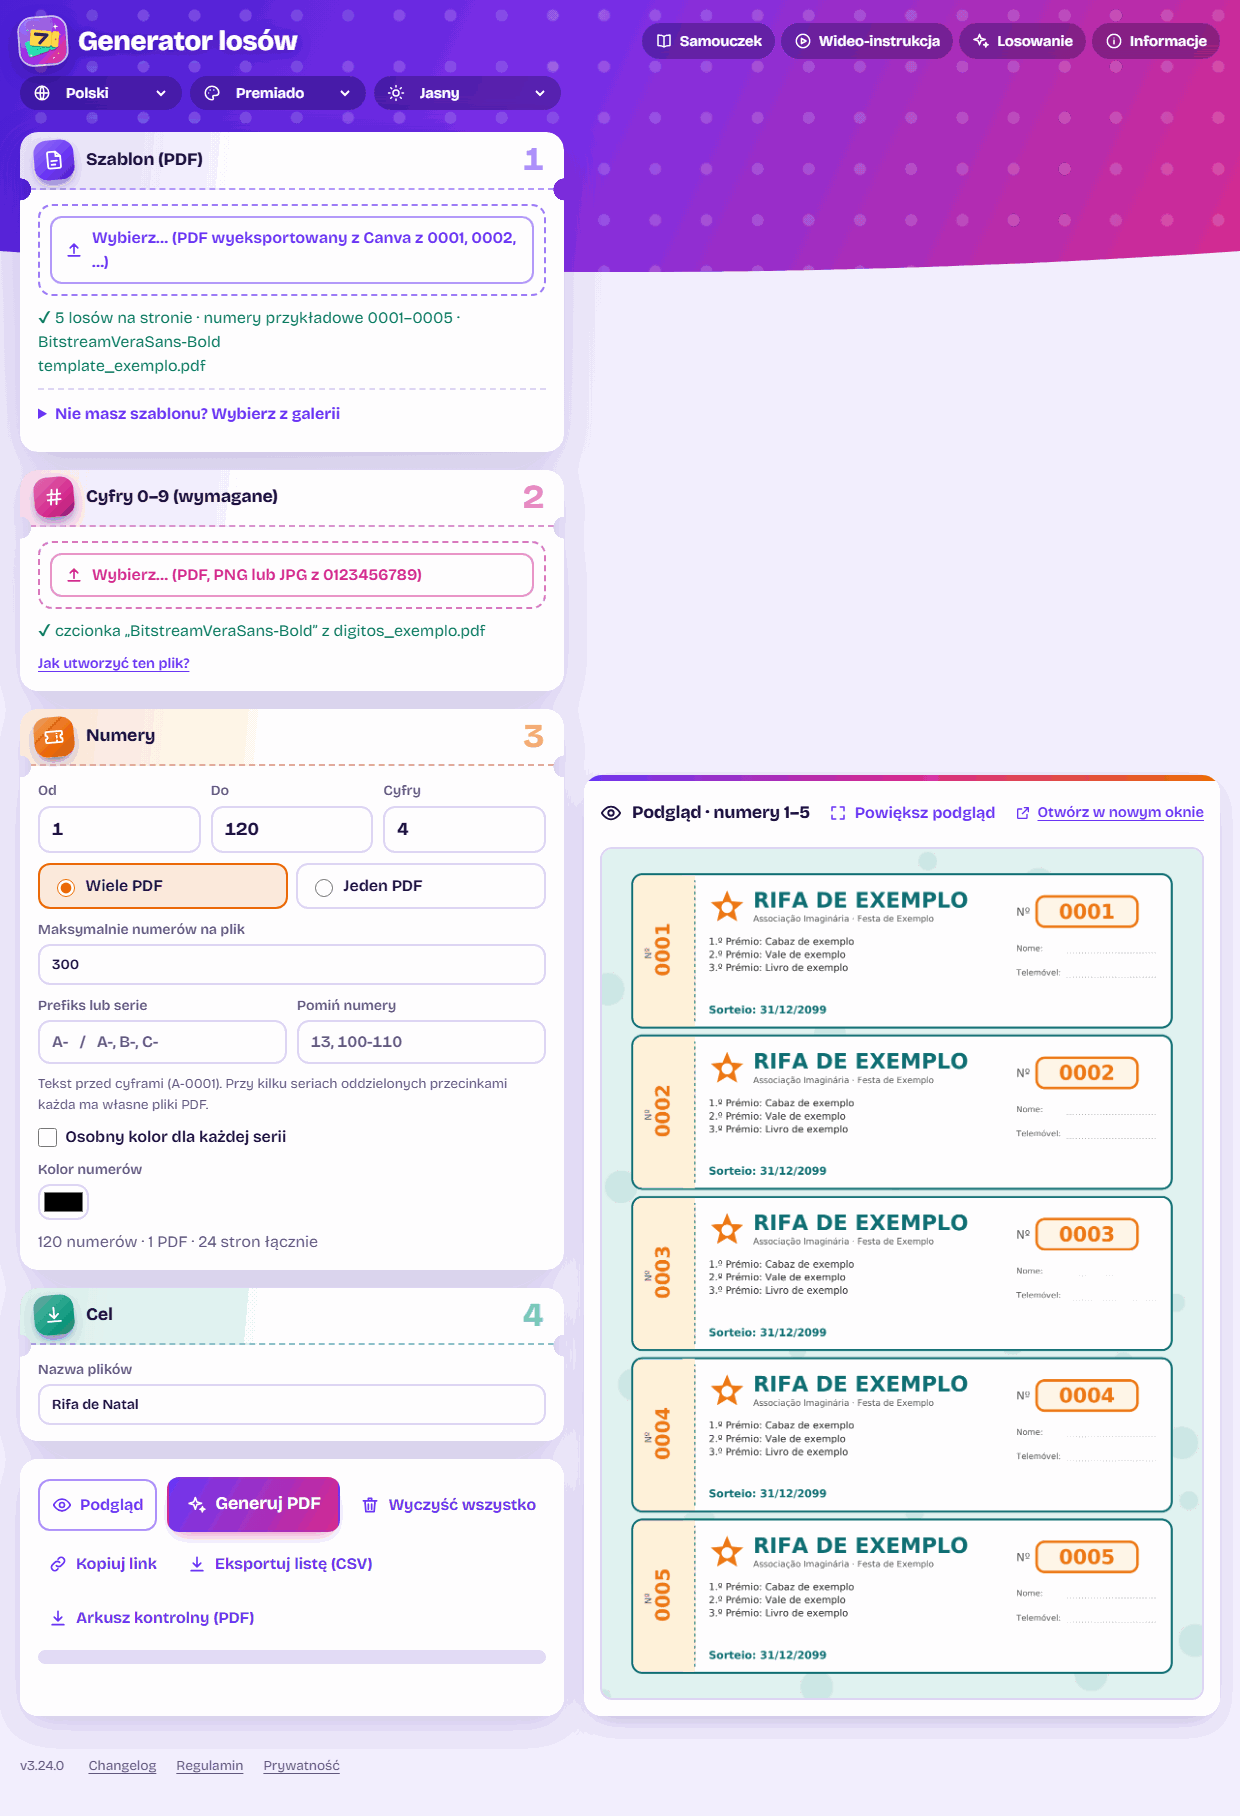 Generator losów
Samouczek
Wideo-instrukcja
Losowanie
Informacje
Polski
Premiado
Jasny
Szablon (PDF)
1
Wybierz... (PDF wyeksportowany z Canva z 0001, 0002,
...)
✓ 5 losów na stronie · numery przykładowe 0001–0005 ·
BitstreamVeraSans-Bold
template_exemplo.pdf
Nie masz szablonu? Wybierz z galerii
Cyfry 0–9 (wymagane)
2
Wybierz... (PDF, PNG lub JPG z 0123456789)
✓ czcionka „BitstreamVeraSans-Bold” z digitos_exemplo.pdf
Jak utworzyć ten plik?
Numery
3
Od
Do
Cyfry
1
120
4
Wiele PDF
Jeden PDF
Maksymalnie numerów na plik
300
Prefiks lub serie
Pomiń numery
A- / A-, B-, C-
13, 100-110
Tekst przed cyframi (A-0001). Przy kilku seriach oddzielonych przecinkami
każda ma własne pliki PDF.
Osobny kolor dla każdej serii
Kolor numerów
120 numerów · 1 PDF · 24 stron łącznie
Cel
4
Nazwa plików
Rifa de Natal
Podgląd
Generuj PDF
Wyczyść wszystko
Kopiuj link
Eksportuj listę (CSV)
Arkusz kontrolny (PDF)
Podgląd · numery 1–5
Powiększ podgląd
Otwórz w nowym oknie
Nº
0001
RIFA DE EXEMPLO
Associação Imaginária · Festa de Exemplo
1.º Prémio: Cabaz de exemplo
2.º Prémio: Vale de exemplo
3.º Prémio: Livro de exemplo
Sorteio: 31/12/2099
Nº 0001
Nome:
Telemóvel:
Nº
0002
RIFA DE EXEMPLO
Associação Imaginária · Festa de Exemplo
1.º Prémio: Cabaz de exemplo
2.º Prémio: Vale de exemplo
3.º Prémio: Livro de exemplo
Sorteio: 31/12/2099
Nº 0002
Nome:
Telemóvel:
Nº
0003
RIFA DE EXEMPLO
Associação Imaginária · Festa de Exemplo
1.º Prémio: Cabaz de exemplo
2.º Prémio: Vale de exemplo
3.º Prémio: Livro de exemplo
Sorteio: 31/12/2099
Nº 0003
Nome:
Telemóvel:
Nº
0004
RIFA DE EXEMPLO
Associação Imaginária · Festa de Exemplo
1.º Prémio: Cabaz de exemplo
2.º Prémio: Vale de exemplo
3.º Prémio: Livro de exemplo
Sorteio: 31/12/2099
Nº 0004
Nome:
Telemóvel:
Nº
0005
RIFA DE EXEMPLO
Associação Imaginária · Festa de Exemplo
1.º Prémio: Cabaz de exemplo
2.º Prémio: Vale de exemplo
3.º Prémio: Livro de exemplo
Sorteio: 31/12/2099
Nº 0005
Nome:
Telemóvel:
v3.24.0
Changelog
Regulamin
Prywatność